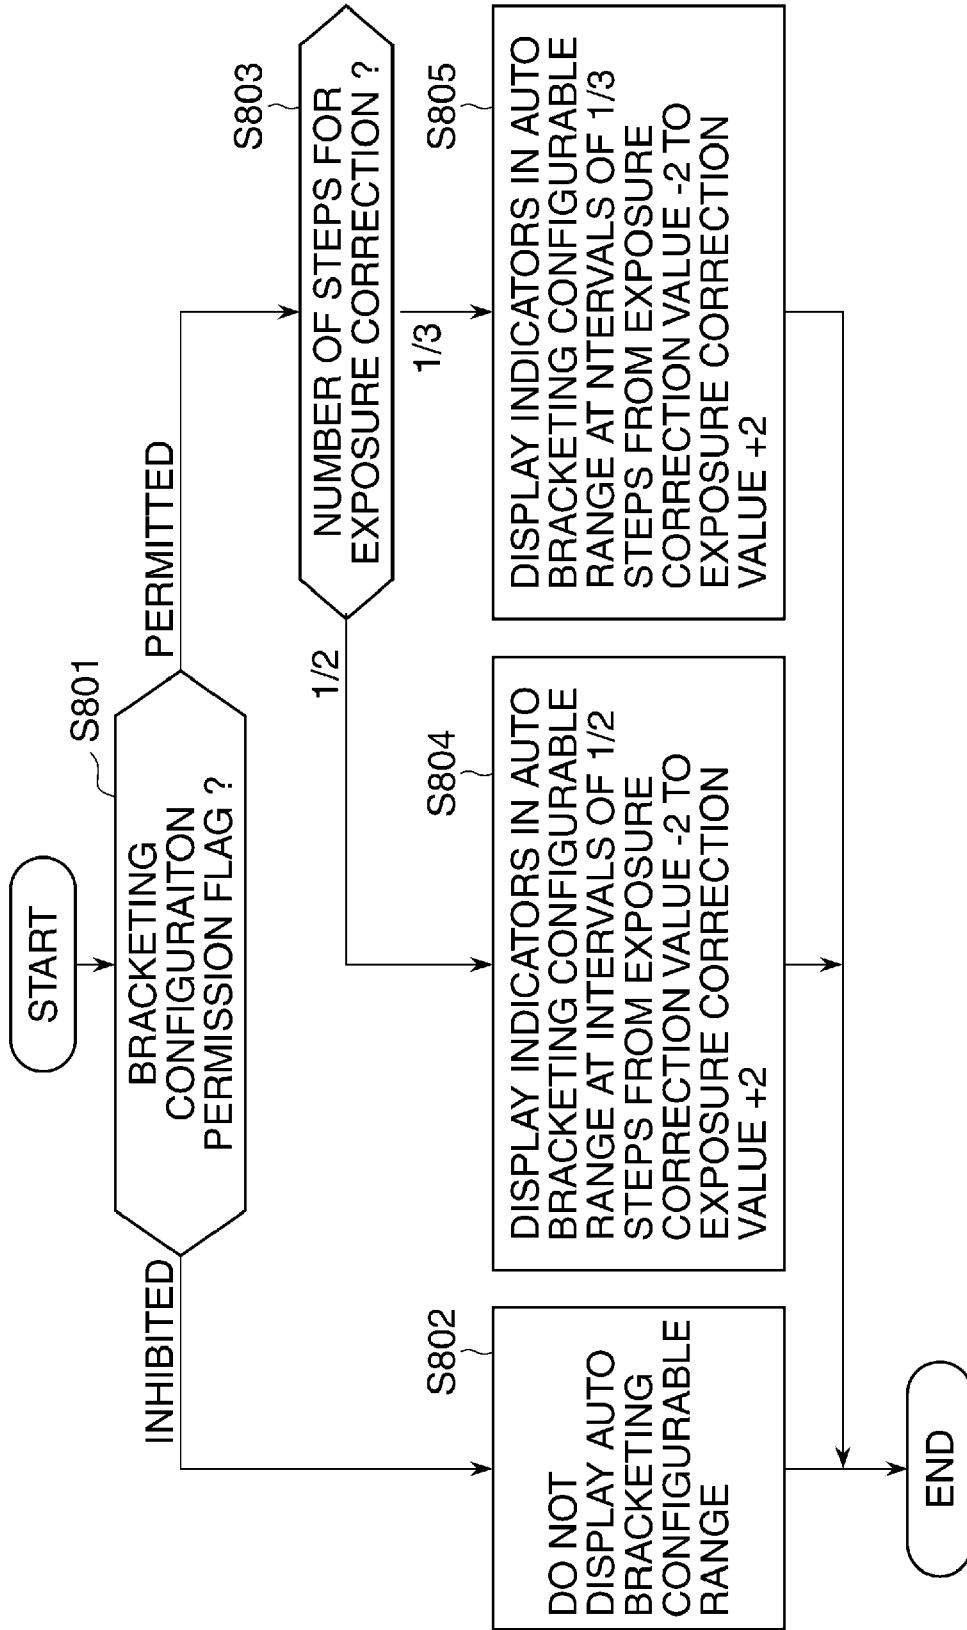 START
S801
BRACKETING
CONFIGURAITON
PERMISSION FLAG ?
INHIBITED
PERMITTED
S803
NUMBER OF STEPS FOR
EXPOSURE CORRECTION ?
1/2
1/3
S802
DO NOT
DISPLAY AUTO
BRACKETING
CONFIGURABLE
RANGE
S804
DISPLAY INDICATORS IN AUTO
BRACKETING CONFIGURABLE
RANGE AT INTERVALS OF 1/2
STEPS FROM EXPOSURE
CORRECTION VALUE -2 TO
EXPOSURE CORRECTION
VALUE +2
S805
DISPLAY INDICATORS IN AUTO
BRACKETING CONFIGURABLE
RANGE AT NTERVALS OF 1/3
STEPS FROM EXPOSURE
CORRECTION VALUE -2 TO
EXPOSURE CORRECTION
VALUE +2
END